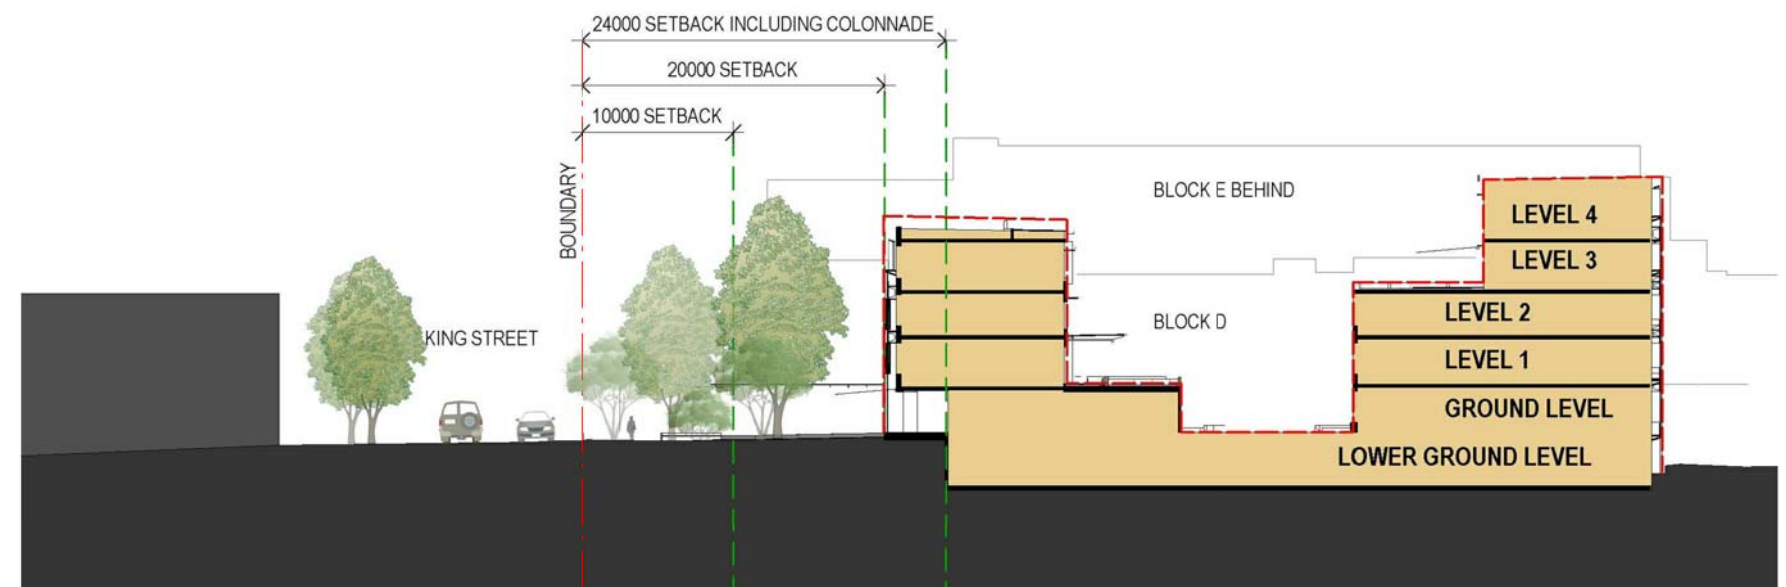 24000 SETBACK INCLUDING COLONNADE
20000 SETBACK
10000 SETBACK
BOUNDARY
KING STREET
BLOCK E BEHIND
BLOCK D
LEVEL 4
LEVEL 3
LEVEL 2
LEVEL 1
GROUND LEVEL
LOWER GROUND LEVEL